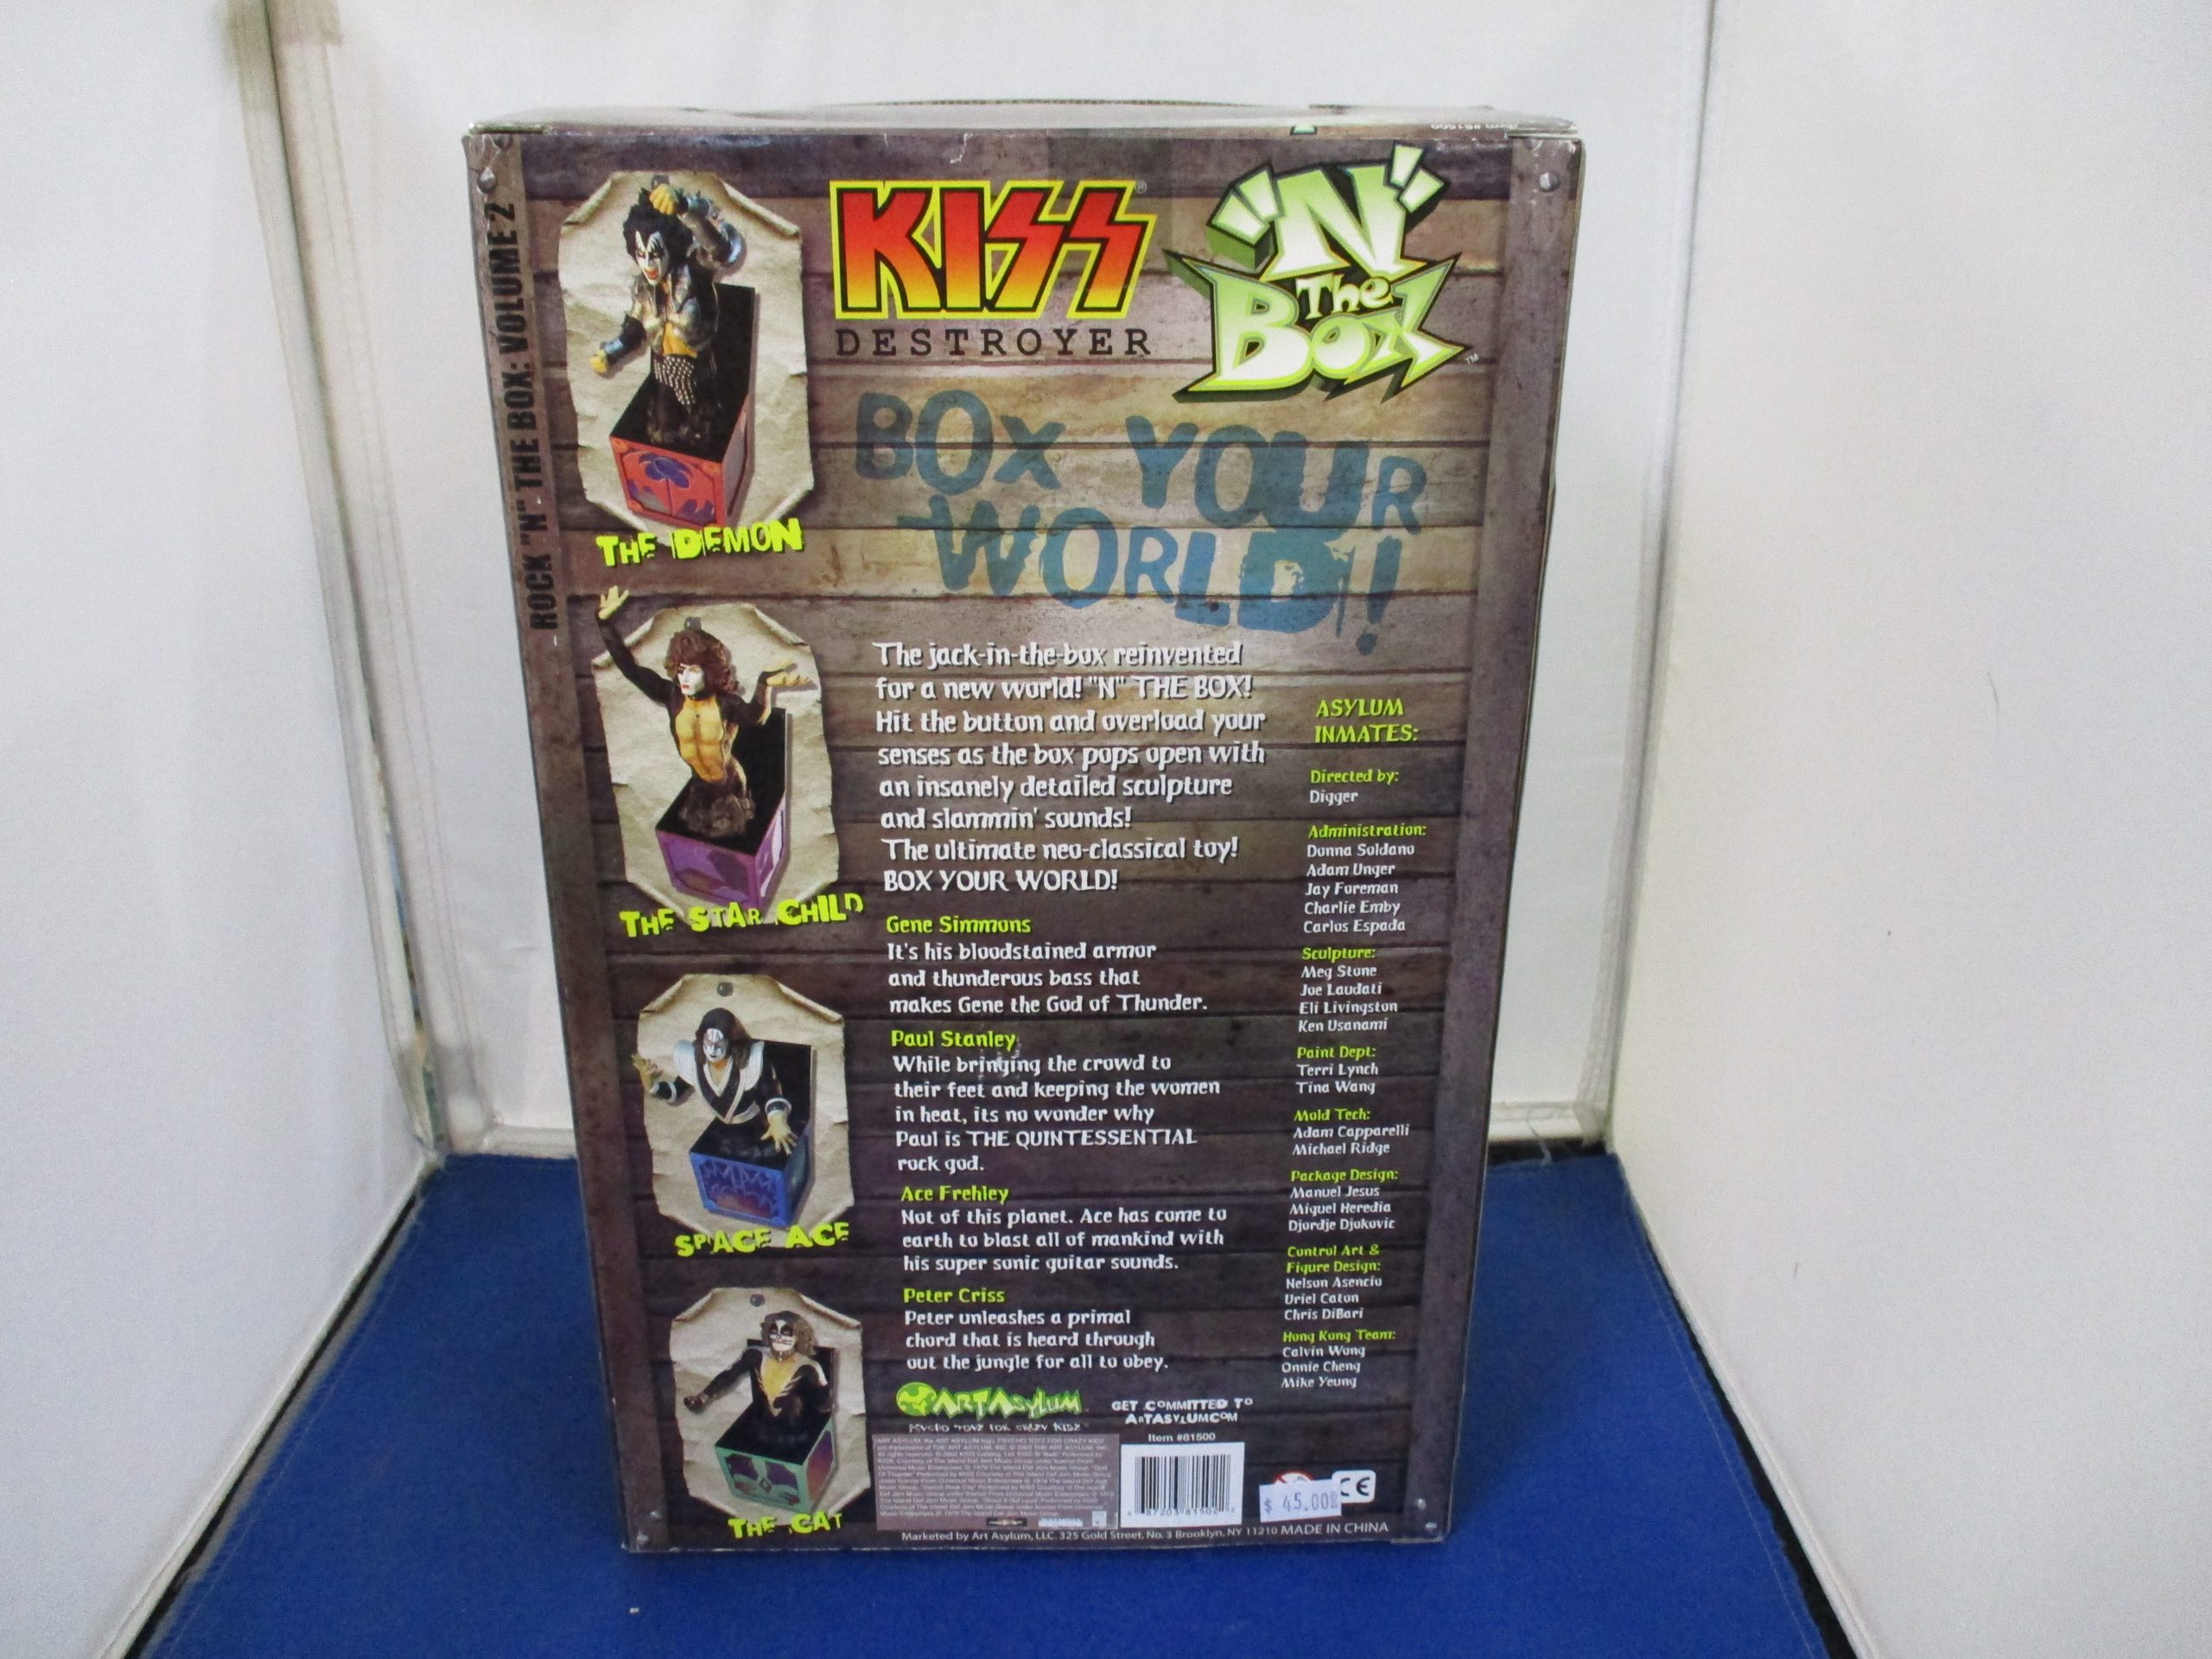 ROCK "N" THE BOX: VOLUME 2
KISS®
DESTROYER
"N"
The
Box™
BOX YOUR
WORLD!
THE DEMON
THE STAR CHILD
SPACE ACE
THE CAT
The jack-in-the-box reinvented
for a new world! "N" THE BOX!
Hit the button and overload your
senses as the box pops open with
an insanely detailed sculpture
and slammin' sounds!
The ultimate neo-classical toy!
BOX YOUR WORLD!
Gene Simmons
It's his bloodstained armor
and thunderous bass that
makes Gene the God of Thunder.
Paul Stanley
While bringing the crowd to
their feet and keeping the women
in heat, its no wonder why
Paul is THE QUINTESSENTIAL
rock god.
Ace Frehley
Not of this planet. Ace has come to
earth to blast all of mankind with
his super sonic guitar sounds.
Peter Criss
Peter unleashes a primal
chord that is heard through
out the jungle for all to obey.
ASYLUM
INMATES:
Directed by:
Digger
Administration:
Donna Soldano
Adam Unger
Jay Foreman
Charlie Emby
Carlos Espada
Sculpture:
Meg Stone
Joe Laudati
Eli Livingston
Ken Usanami
Paint Dept:
Terri Lynch
Tina Wang
Mold Tech:
Adam Capparelli
Michael Ridge
Package Design:
Manuel Jesus
Miguel Heredia
Djordje Djokovic
Control Art &
Figure Design:
Nelson Asencio
Uriel Caton
Chris DiBari
Hong Kong Team:
Calvin Wong
Onnie Cheng
Mike Yeung
ARTASYLUM
PSYCHO TOYZ FOR CRAZY KIDZ
GET COMMITTED TO
ARTASYLUM.COM
Item #81500
$ 45.00
CE
Marketed by Art Asylum, LLC. 325 Gold Street, No. 3 Brooklyn, NY 11210 MADE IN CHINA